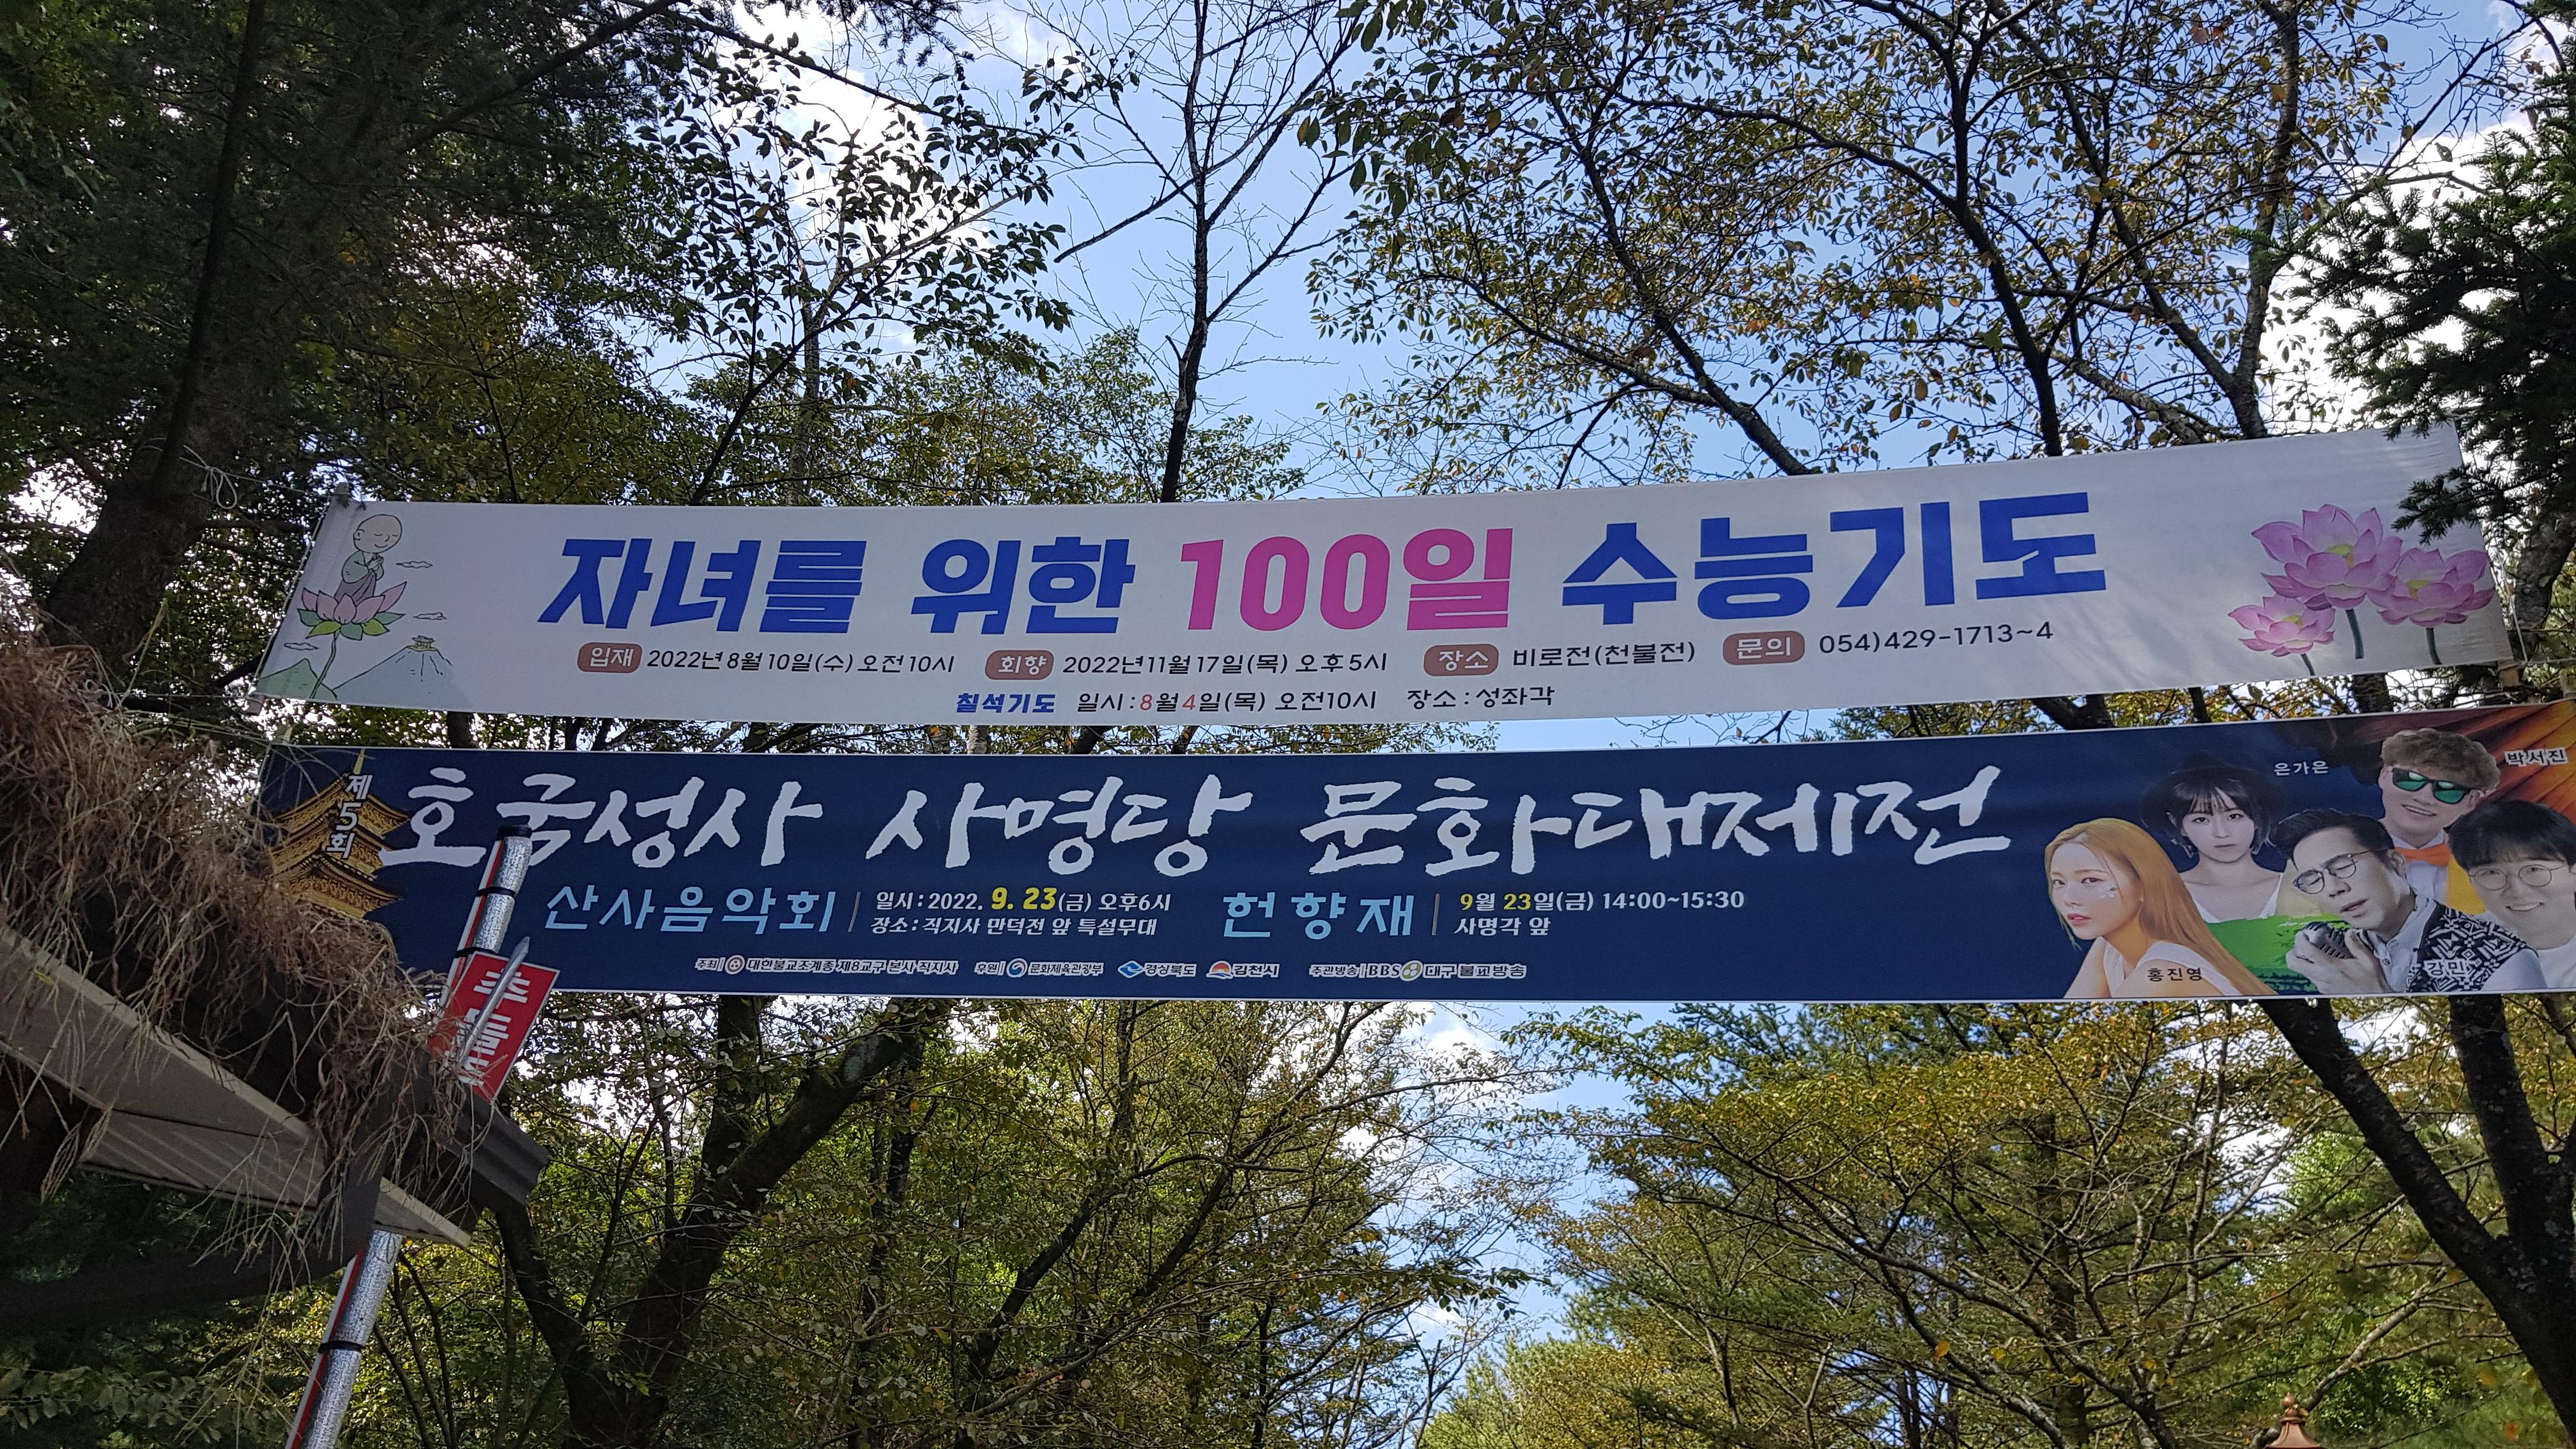 자녀를 위한 100일 수능기도
입재 2022년 8월 10일(수) 오전 10시 회향 2022년 11월 17일(목) 오후 5시 장소 비로전(천불전) 문의 054)429-1713~4
칠석기도 일시 : 8월 4일(목) 오전10시 장소 : 성좌각
제5회 호국성사 사명당 문화대제전
산사음악회 일시 : 2022. 9. 23(금) 오후6시 헌향재 9월 23일(금) 14:00~15:30
장소 : 직지사 만덕전 앞 특설무대 사명각 앞
주최 대한불교조계종 제8교구 본사 직지사 후원 문화체육관광부 경상북도 김천시 주관방송 BBS 대구불교방송
은가은
박서진
홍진영
강민
추돌